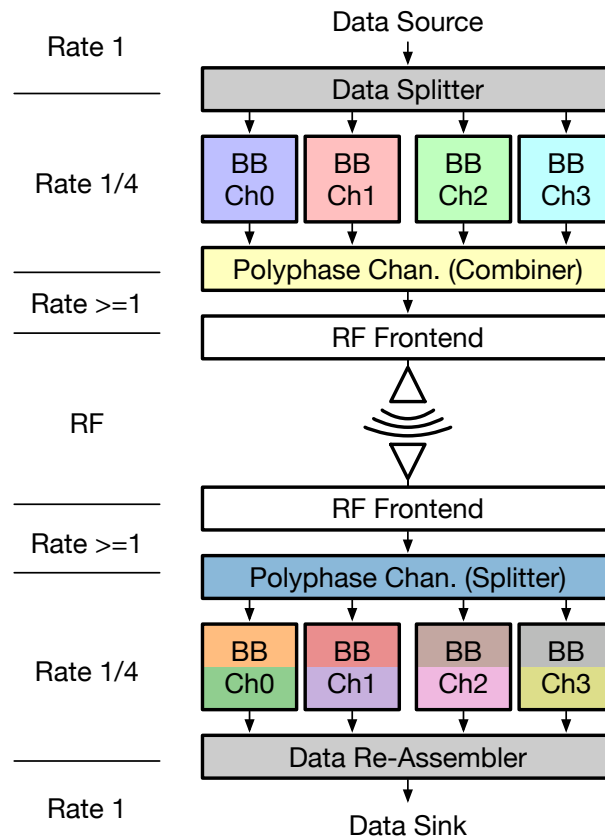 Data Source
Rate 1
Data Splitter
BB BB BB BB
Rate 1/4
Ch0 Ch1 Ch2 Ch3
Polyphase Chan. (Combiner)
Rate >=1
RF Frontend
RF
RF Frontend
Rate >=1
Polyphase Chan. (Splitter)
BB BB BB BB
Rate 1/4
Ch0 Ch1 Ch2 Ch3
Data Re-Assembler
Rate 1
Data Sink